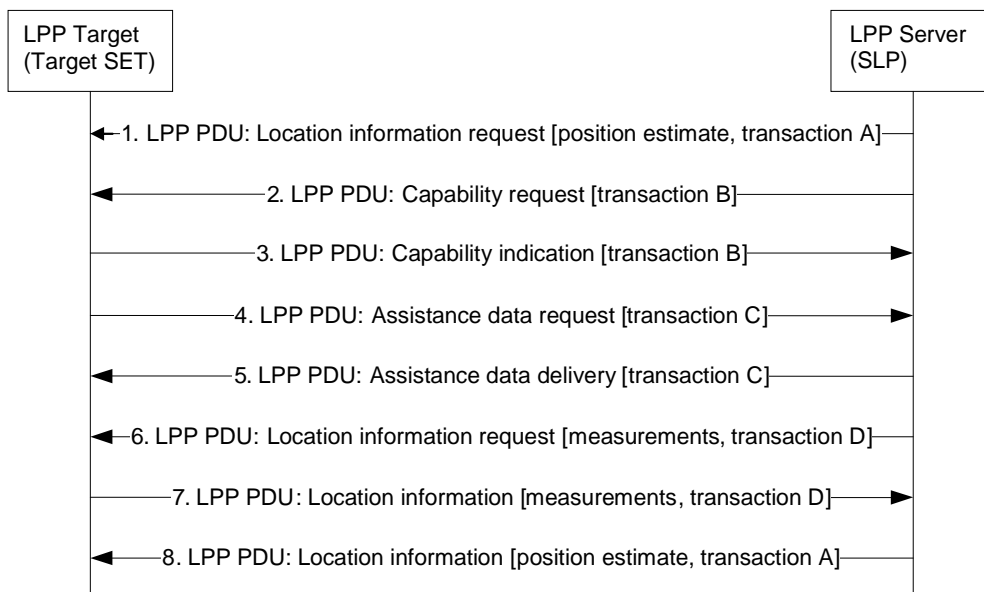 LPP Target
(Target SET)
LPP Server
(SLP)
1. LPP PDU: Location information request [position estimate, transaction A]
2. LPP PDU: Capability request [transaction B]
3. LPP PDU: Capability indication [transaction B]
4. LPP PDU: Assistance data request [transaction C]
5. LPP PDU: Assistance data delivery [transaction C]
6. LPP PDU: Location information request [measurements, transaction D]
7. LPP PDU: Location information [measurements, transaction D]
8. LPP PDU: Location information [position estimate, transaction A]